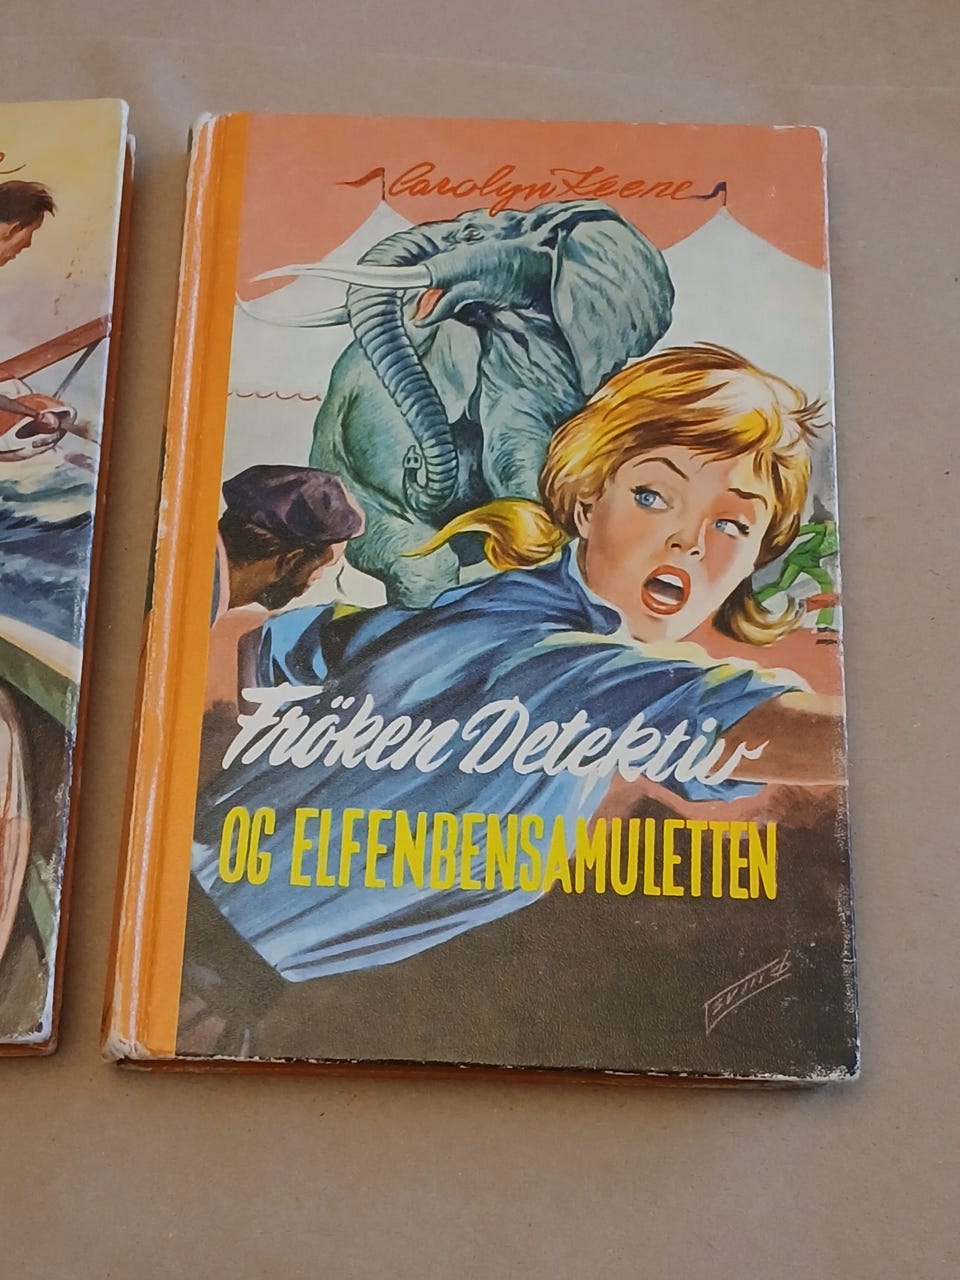 Carolyn Keene
Fröken Detektiv
OG ELFENBENSAMULETTEN